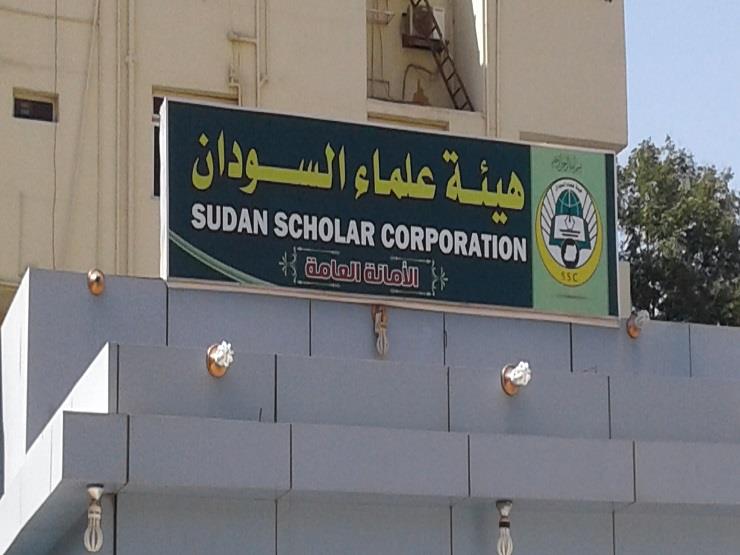 هيئة علماء السودان
SUDAN SCHOLAR CORPORATION
الأمانة العامة
SSC